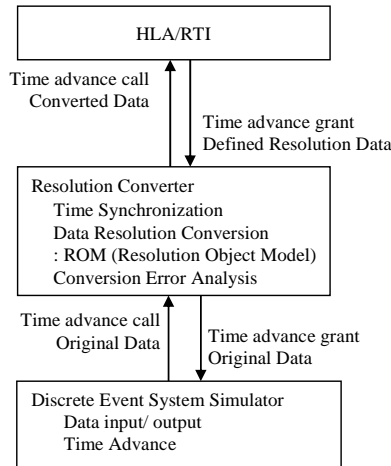 HLA/RTI
Time advance call
Converted Data
Time advance grant
Defined Resolution Data
Resolution Converter
Time Synchronization
Data Resolution Conversion
: ROM (Resolution Object Model)
Conversion Error Analysis
Time advance call
Original Data
Time advance grant
Original Data
Discrete Event System Simulator
Data input/ output
Time Advance